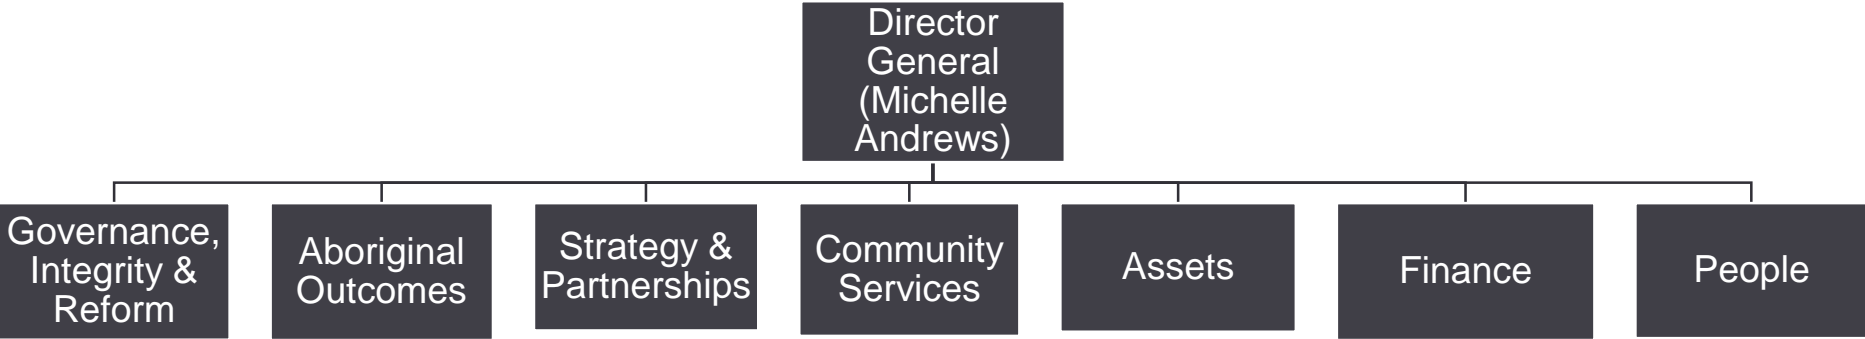 Director
General
(Michelle
Andrews)
Governance,
Integrity &
Reform
Aboriginal
Outcomes
Strategy &
Partnerships
Community
Services
Assets
Finance
People